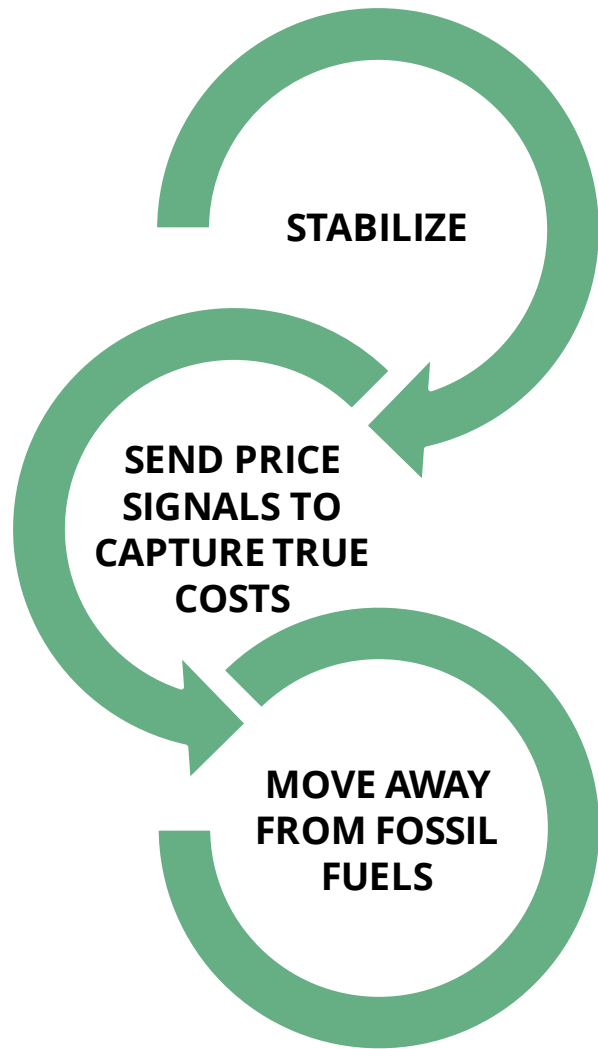 STABILIZE
SEND PRICE
SIGNALS TO
CAPTURE TRUE
COSTS
MOVE AWAY
FROM FOSSIL
FUELS